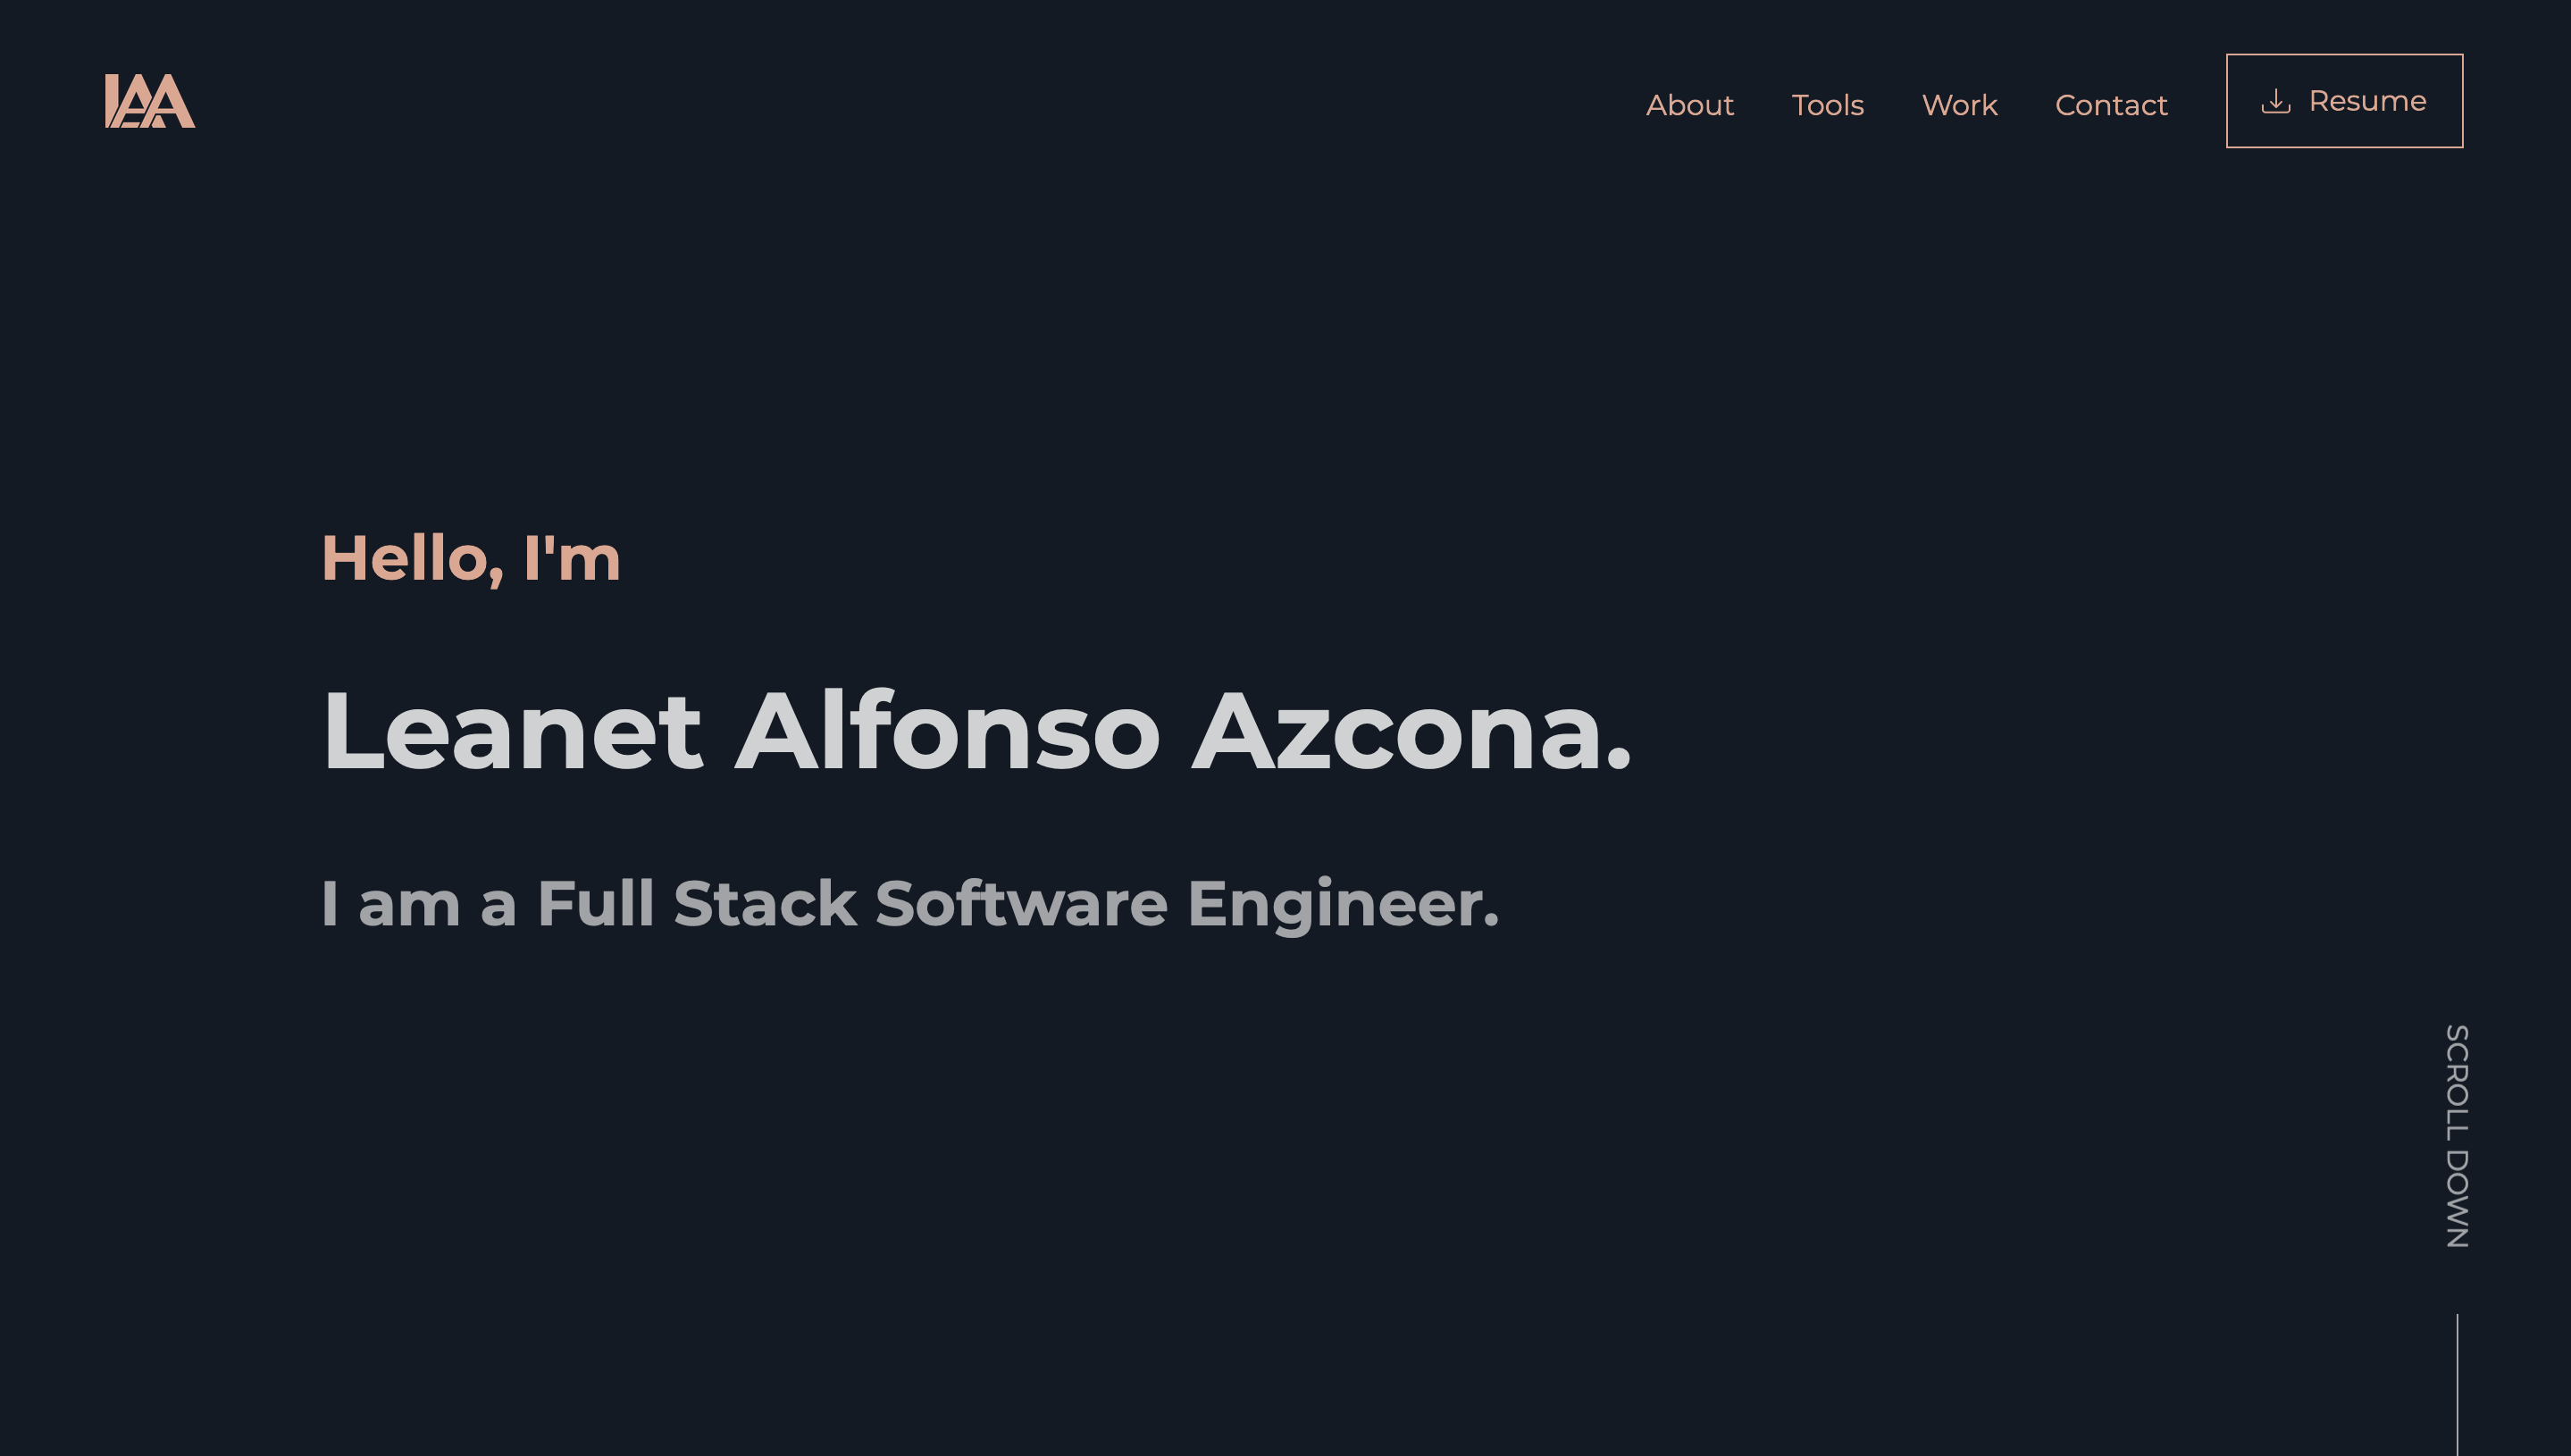 LAA
About Tools Work Contact Resume
Hello, I'm
Leanet Alfonso Azcona.
I am a Full Stack Software Engineer.
SCROLL DOWN